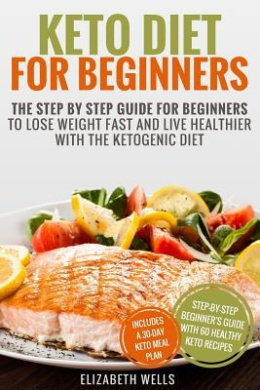 KETO DIET
FOR BEGINNERS
THE STEP BY STEP GUIDE FOR BEGINNERS
TO LOSE WEIGHT FAST AND LIVE HEALTHIER
WITH THE KETOGENIC DIET
INCLUDES
A 30-DAY
KETO MEAL
PLAN
STEP-BY-STEP
BEGINNER'S GUIDE
WITH 60 HEALTHY
KETO RECIPES
ELIZABETH WELLS